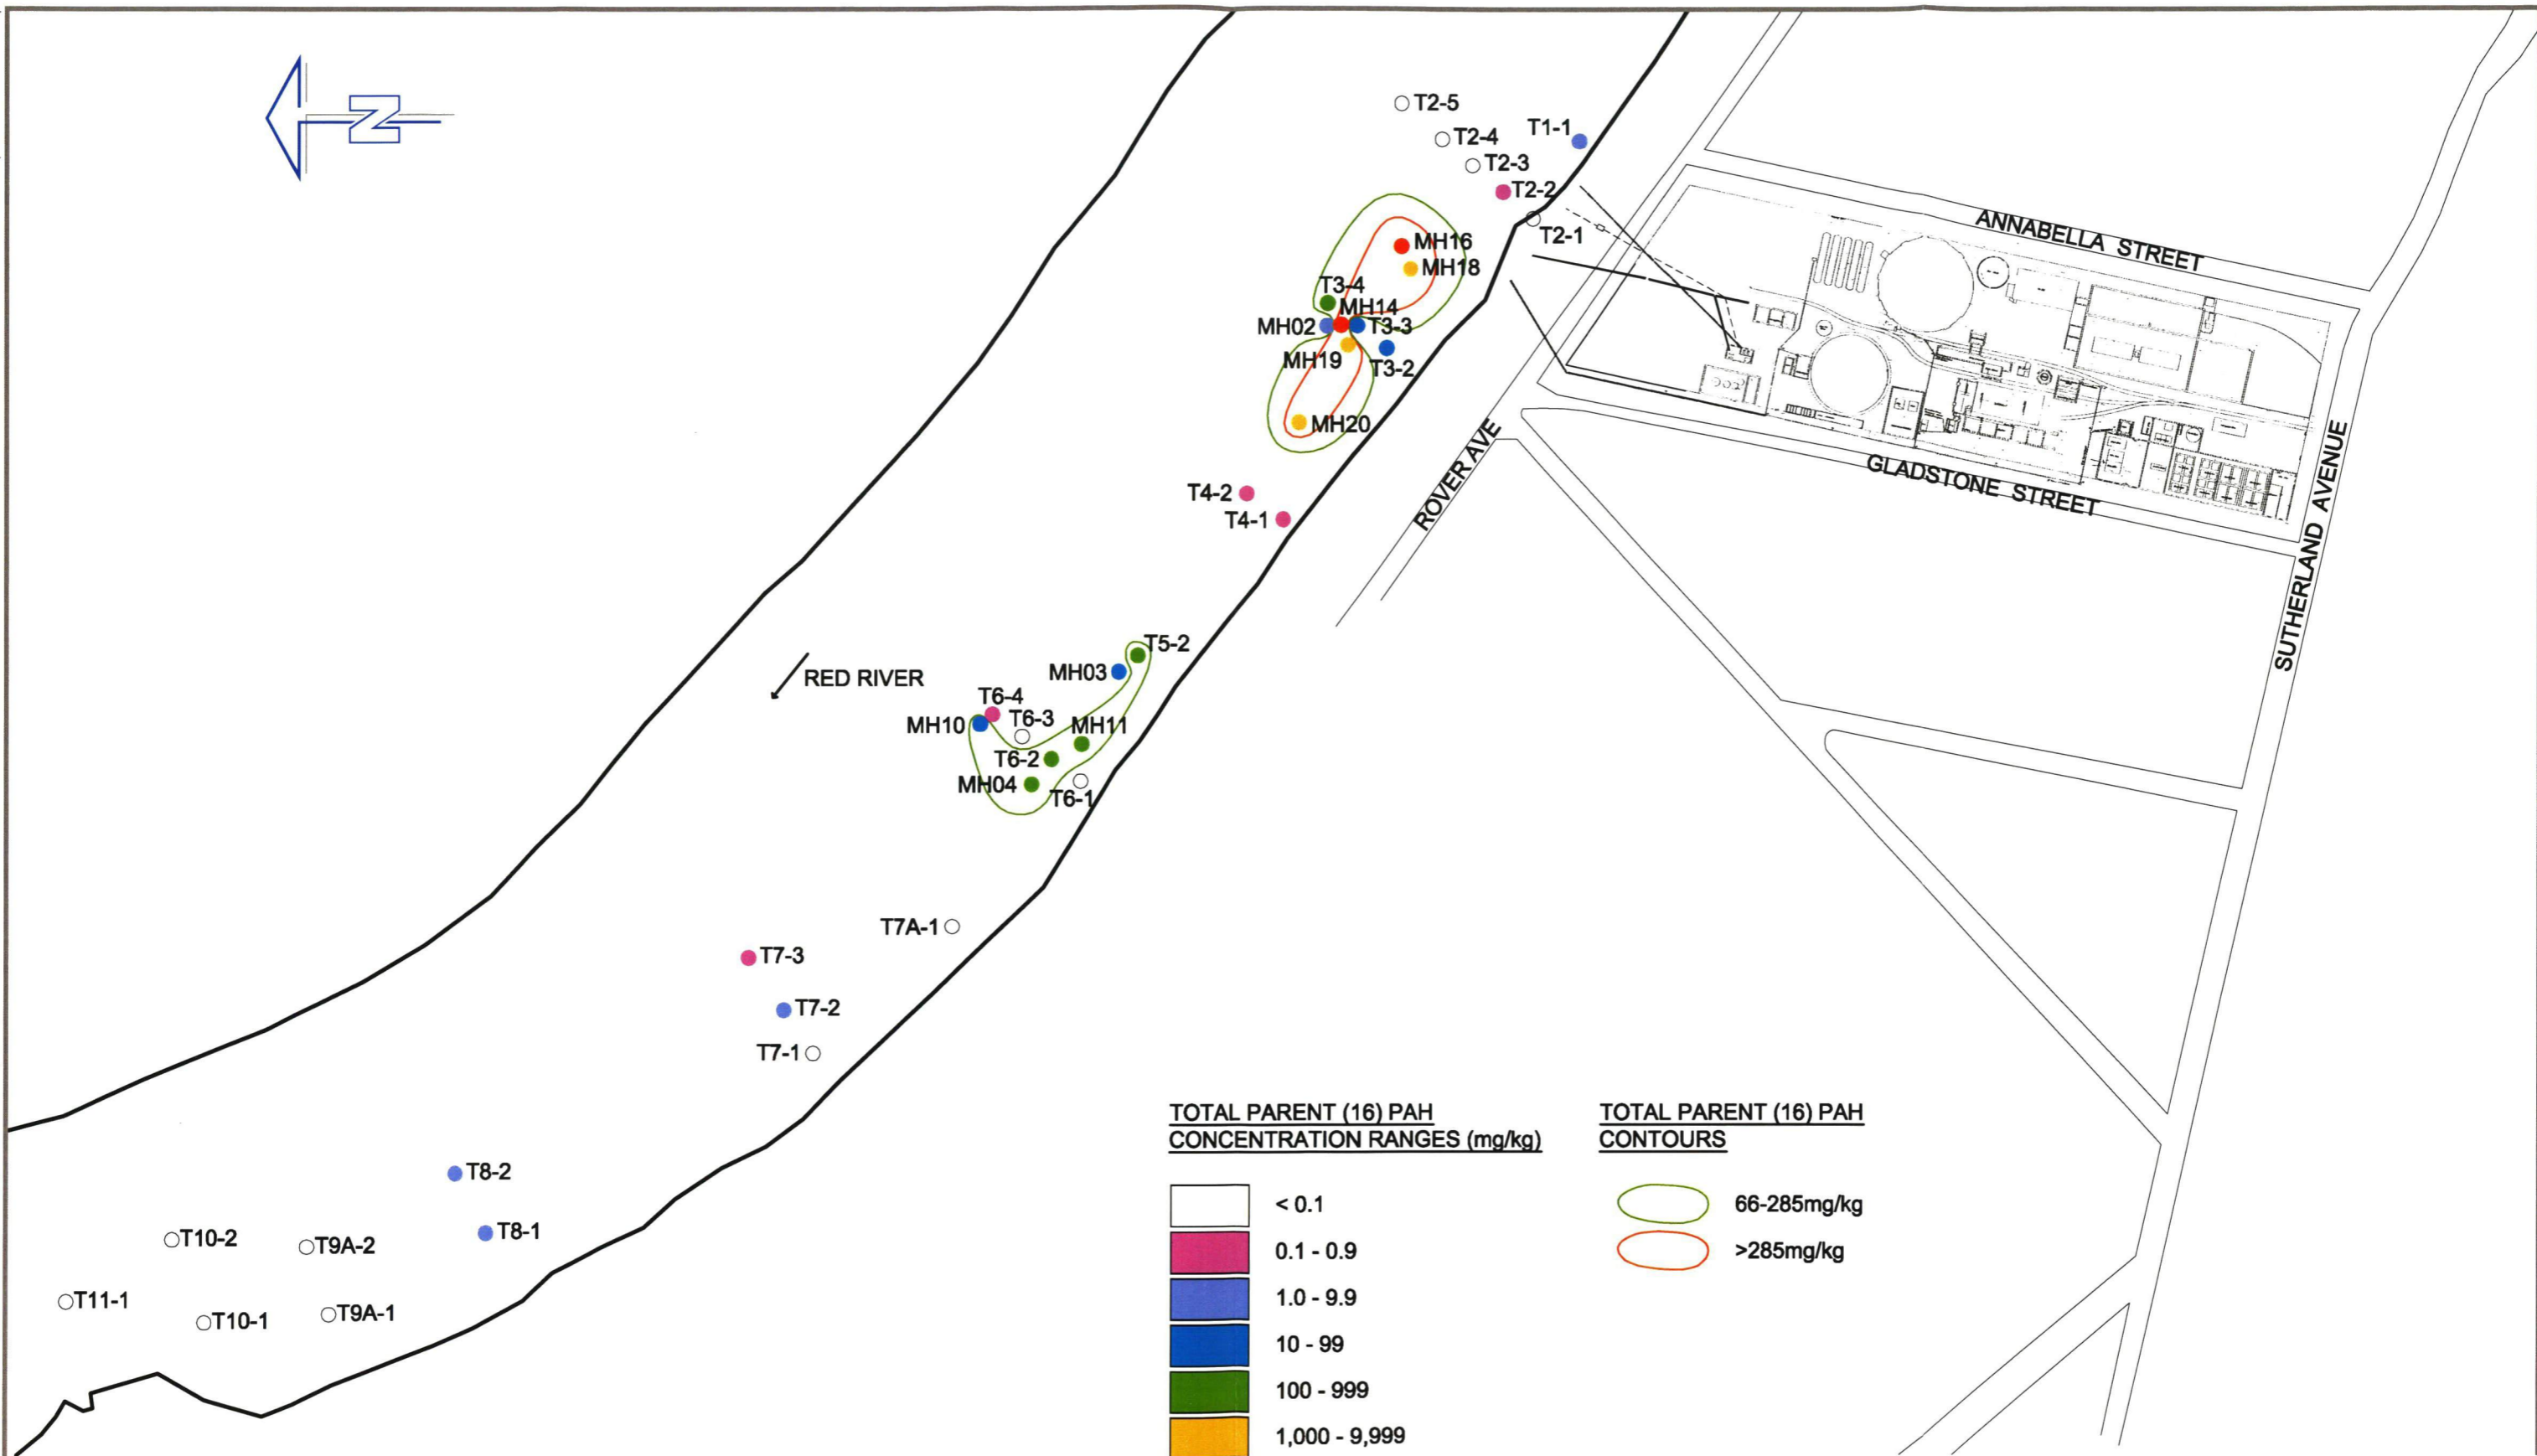 N
T2-5
T2-4
T1-1
T2-3
T2-2
T2-1
ANNABELLA STREET
MH16
MH18
T3-4
MH14
MH02
T3-3
MH19
T3-2
MH20
ROVER AVE
GLADSTONE STREET
SUTHERLAND AVENUE
T4-2
T4-1
T5-2
MH03
RED RIVER
T6-4
T6-3
MH10
MH11
T6-2
MH04
T6-1
T7A-1
T7-3
T7-2
T7-1
T8-2
T8-1
T10-2
T9A-2
T11-1
T10-1
T9A-1
TOTAL PARENT (16) PAH
CONCENTRATION RANGES (mg/kg)
< 0.1
0.1 - 0.9
1.0 - 9.9
10 - 99
100 - 999
1,000 - 9,999
TOTAL PARENT (16) PAH
CONTOURS
66-285mg/kg
>285mg/kg